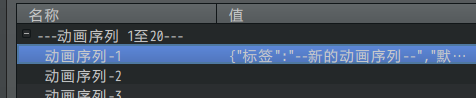 名称 值
---动画序列 1至20---
动画序列-1 {"标签":"--新的动画序列--","默…
动画序列-2
动画序列-3